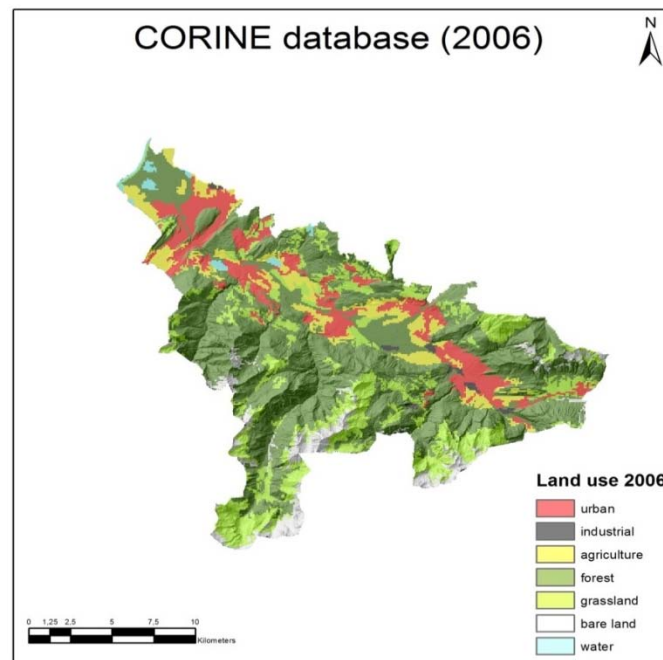 CORINE database (2006)
N
Land use 2006
urban
industrial
agriculture
forest
grassland
bare land
water
0 1,25 2,5 5 7,5 10
Kilometers